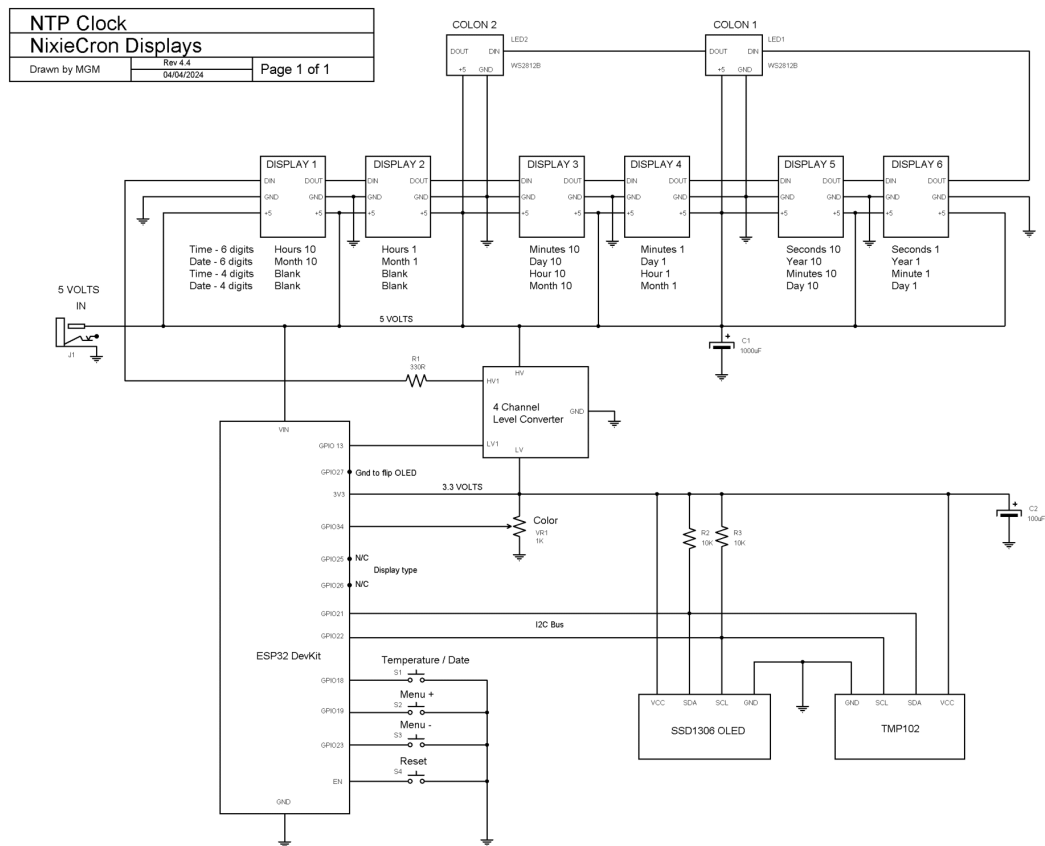 NTP Clock
NixieCron Displays
Drawn by MGM
Rev 4.4
04/04/2024
Page 1 of 1
COLON 2
LED2
DOUT DIN
+5 GND
WS2812B
COLON 1
LED1
DOUT DIN
+5 GND
WS2812B
DISPLAY 1
DIN DOUT
GND GND
+5 +5
DISPLAY 2
DIN DOUT
GND GND
+5 +5
DISPLAY 3
DIN DOUT
GND GND
+5 +5
DISPLAY 4
DIN DOUT
GND GND
+5 +5
DISPLAY 5
DIN DOUT
GND GND
+5 +5
DISPLAY 6
DIN DOUT
GND GND
+5 +5
Time - 6 digits Hours 10 Hours 1 Minutes 10 Minutes 1 Seconds 10 Seconds 1
Date - 6 digits Month 10 Month 1 Day 10 Day 1 Year 10 Year 1
Time - 4 digits Blank Blank Hour 10 Hour 1 Minutes 10 Minute 1
Date - 4 digits Blank Blank Month 10 Month 1 Day 10 Day 1
5 VOLTS
IN
J1
5 VOLTS
+
C1
1000uF
R1
330R
HV
HV1
4 Channel
Level Converter
GND
LV1
LV
VIN
GPIO 13
GPIO27 Gnd to flip OLED
3V3
3.3 VOLTS
GPIO34
Color
VR1
1K
R2
10K
R3
10K
+
C2
100uF
GPIO25 N/C
Display type
GPIO26 N/C
GPIO21
I2C Bus
GPIO22
ESP32 DevKit
Temperature / Date
S1
GPIO18
Menu +
S2
GPIO19
Menu -
S3
GPIO23
Reset
S4
EN
GND
VCC SDA SCL GND
SSD1306 OLED
GND SCL SDA VCC
TMP102